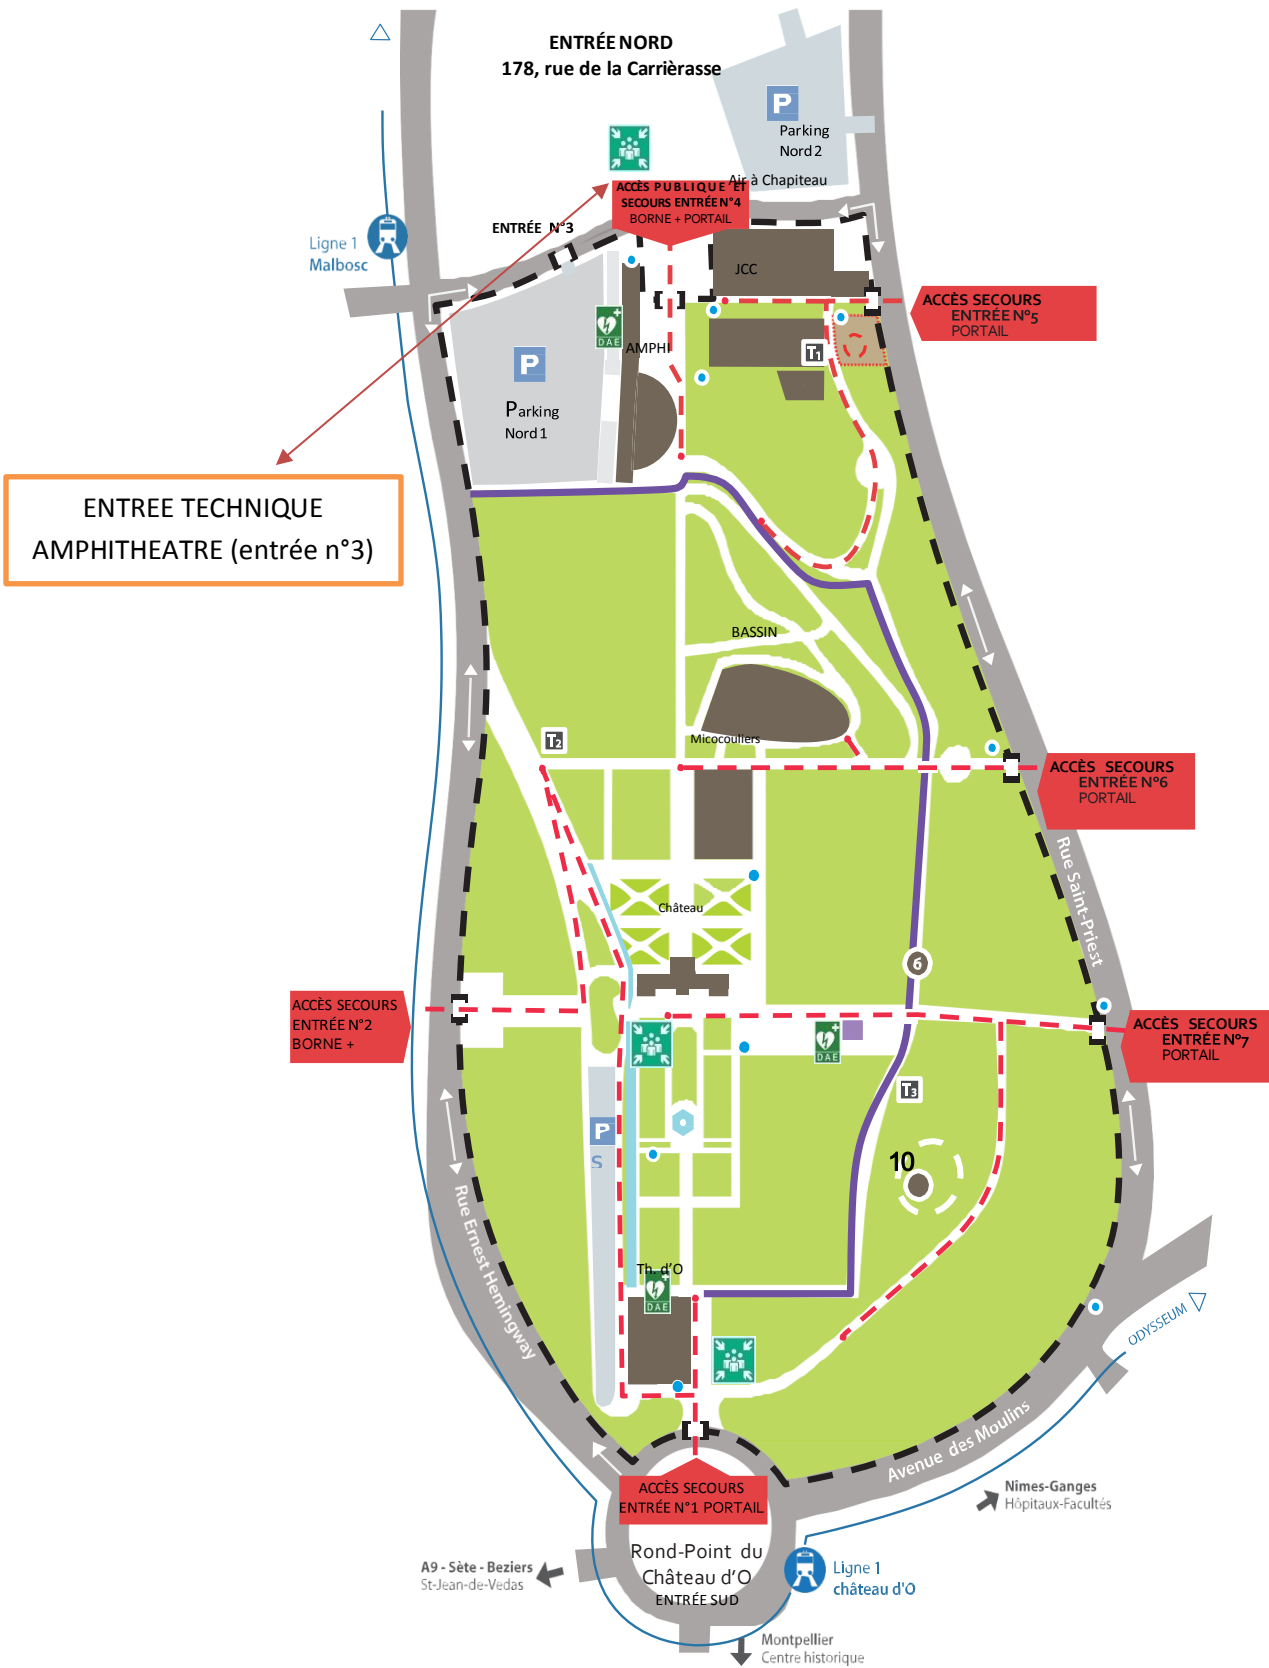 ENTRÉE NORD
178, rue de la Carrièrasse
P
Parking
Nord 2
Air à Chapiteau
ACCÈS PUBLIQUE ET
SECOURS ENTRÉE N°4
BORNE + PORTAIL
ENTRÉE N°3
Ligne 1
Malbosc
JCC
ACCÈS SECOURS
ENTRÉE N°5
PORTAIL
DAE
AMPHI
T1
P
Parking
Nord 1
ENTREE TECHNIQUE
AMPHITHEATRE (entrée n°3)
BASSIN
T2
Micocouliers
ACCÈS SECOURS
ENTRÉE N°6
PORTAIL
Rue Saint-Priest
Château
6
ACCÈS SECOURS
ENTRÉE N°2
BORNE +
ACCÈS SECOURS
ENTRÉE N°7
PORTAIL
DAE
T3
P
S
10
Rue Ernest Hemingway
Th. d'O
DAE
ODYSSEUM
Avenue des Moulins
ACCÈS SECOURS
ENTRÉE N°1 PORTAIL
Nîmes-Ganges
Hôpitaux-Facultés
Rond-Point du
Château d'O
ENTRÉE SUD
A9 - Sète - Beziers
St-Jean-de-Vedas
Ligne 1
château d'O
Montpellier
Centre historique